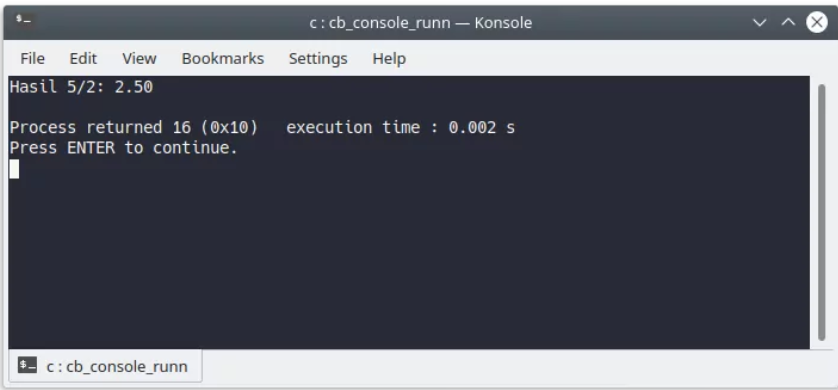 c : cb_console_runn — Konsole
File Edit View Bookmarks Settings Help
Hasil 5/2: 2.50
Process returned 16 (0x10)   execution time : 0.002 s
Press ENTER to continue.
c : cb_console_runn